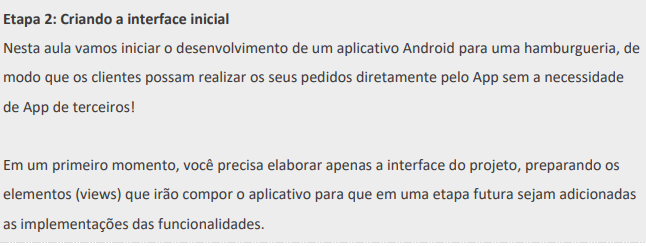 Etapa 2: Criando a interface inicial
Nesta aula vamos iniciar o desenvolvimento de um aplicativo Android para uma hamburgueria, de
modo que os clientes possam realizar os seus pedidos diretamente pelo App sem a necessidade
de App de terceiros!
Em um primeiro momento, você precisa elaborar apenas a interface do projeto, preparando os
elementos (views) que irão compor o aplicativo para que em uma etapa futura sejam adicionadas
as implementações das funcionalidades.